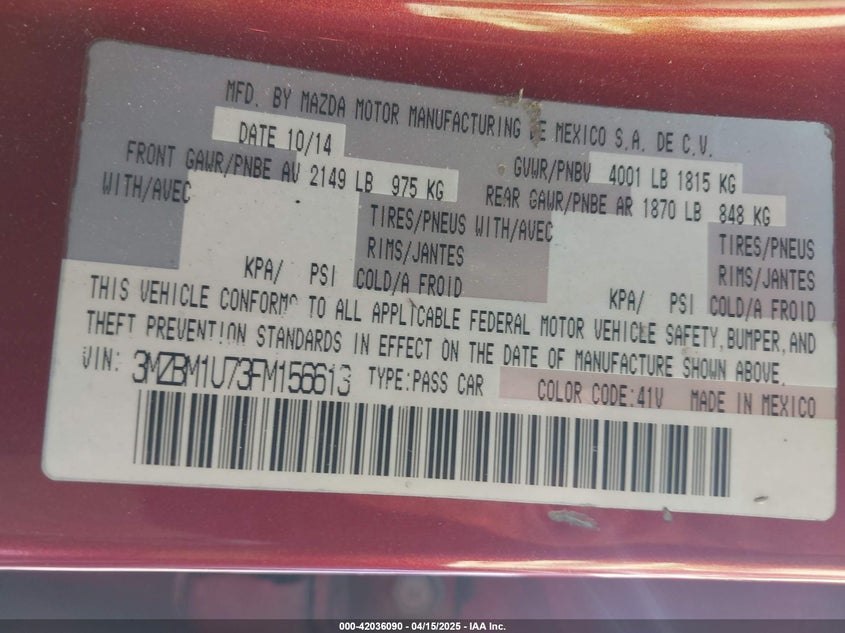 MFD. BY MAZDA MOTOR MANUFACTURING DE MEXICO S.A. DE C.V.
DATE 10/14 GVWR/PNBV 4001 LB 1815 KG
FRONT GAWR/PNBE AV 2149 LB 975 KG REAR GAWR/PNBE AR 1870 LB 848 KG
WITH/AVEC TIRES/PNEUS WITH/AVEC TIRES/PNEUS
RIMS/JANTES RIMS/JANTES
KPA/ PSI COLD/A FROID KPA/ PSI COLD/A FROID
THIS VEHICLE CONFORMS TO ALL APPLICABLE FEDERAL MOTOR VEHICLE SAFETY, BUMPER, AND
THEFT PREVENTION STANDARDS IN EFFECT ON THE DATE OF MANUFACTURE SHOWN ABOVE.
VIN: 3MZBM1U73FM156613 TYPE:PASS CAR COLOR CODE:41V MADE IN MEXICO
000-42036090 - 04/15/2025 - IAA Inc.